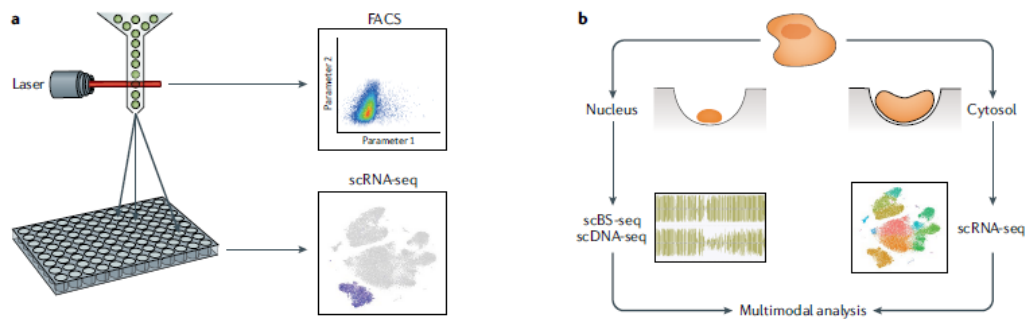 a
FACS
Laser
Parameter 2
Parameter 1
scRNA-seq
b
Nucleus
Cytosol
scBS-seq
scDNA-seq
scRNA-seq
Multimodal analysis